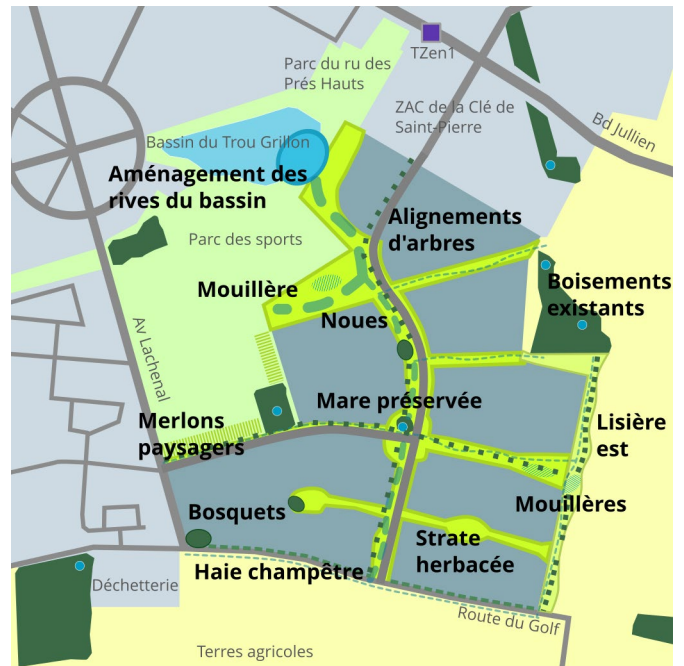 TZen1
Parc du ru des
Prés Hauts
ZAC de la Clé de
Saint-Pierre
Bd Jullien
Bassin du Trou Grillon
Aménagement des
rives du bassin
Alignements
d'arbres
Parc des sports
Mouillère
Boisements
existants
Noues
Av Lachenal
Mare préservée
Merlons
paysagers
Lisière
est
Mouillères
Bosquets
Strate
herbacée
Haie champêtre
Déchetterie
Route du Golf
Terres agricoles